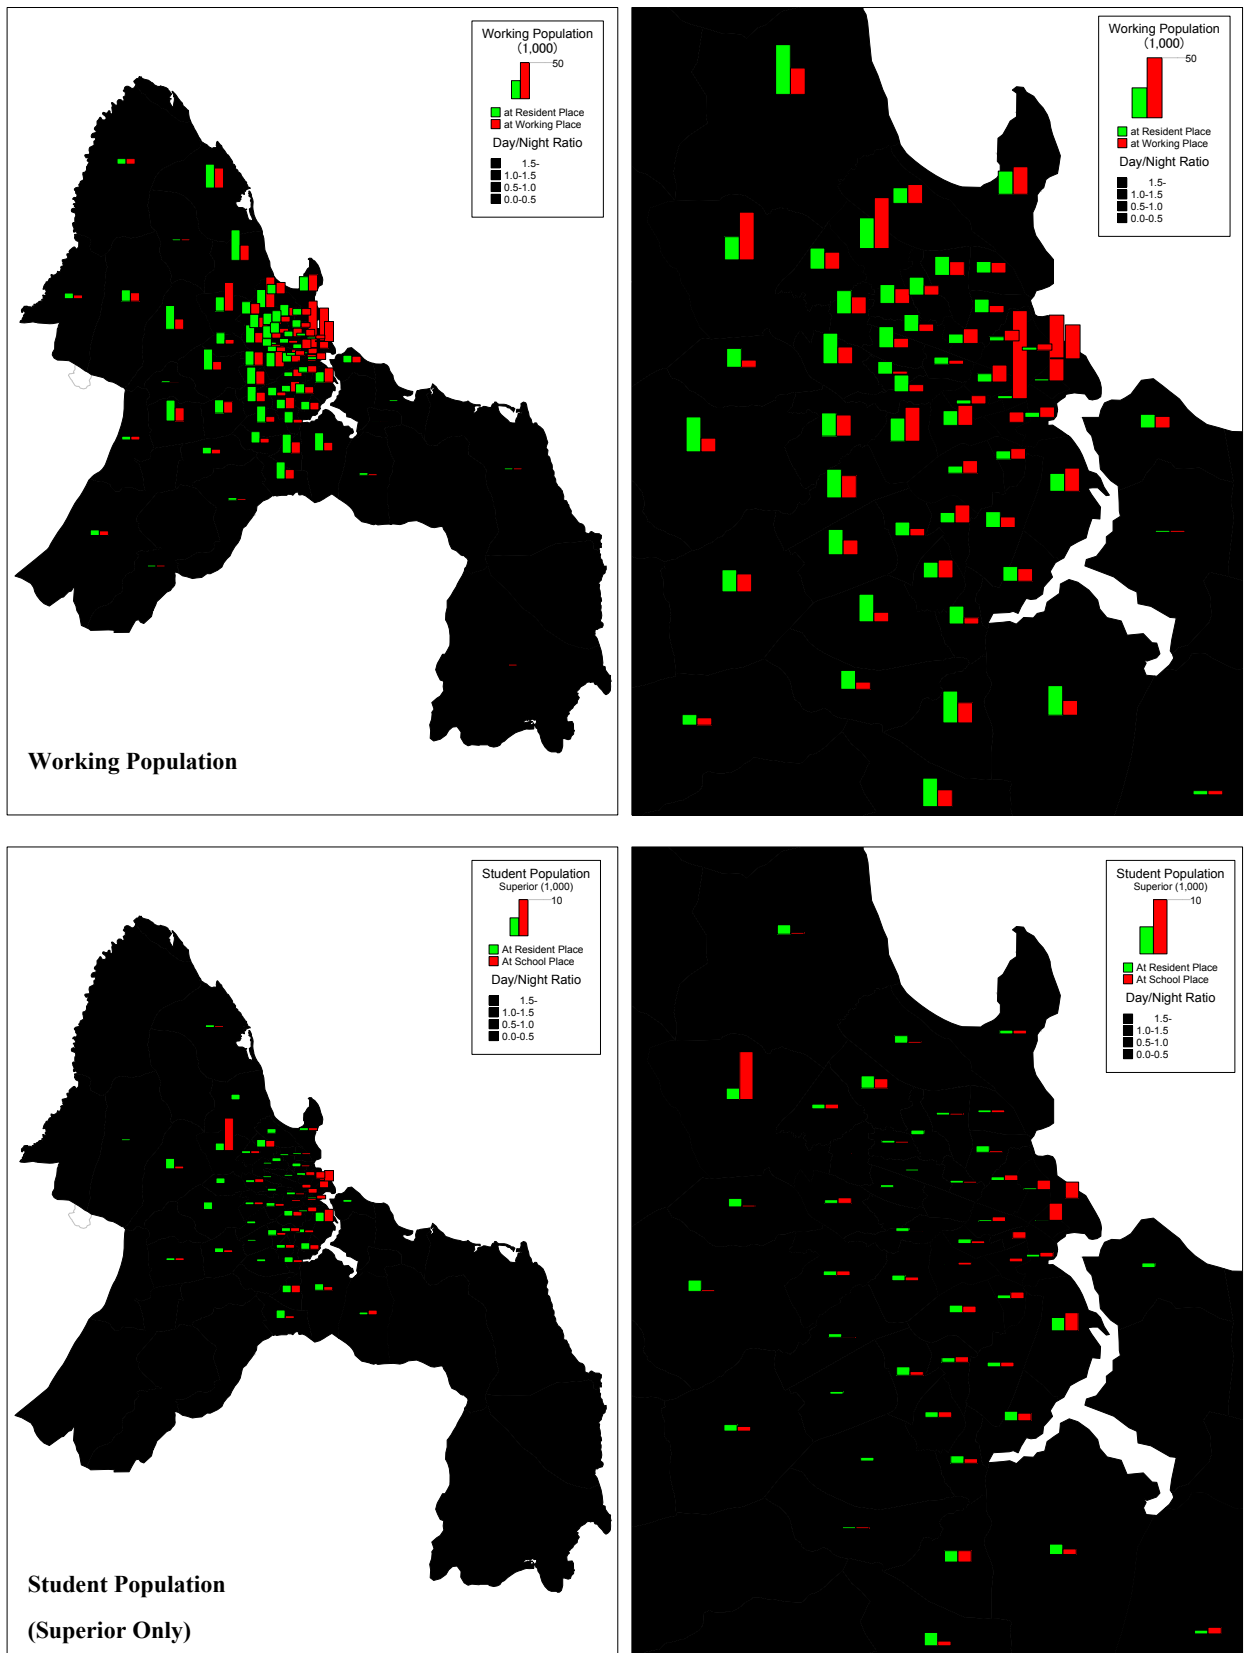 Working Population
(1,000)
50
at Resident Place
at Working Place
Day/Night Ratio
1.5-
1.0-1.5
0.5-1.0
0.0-0.5
Working Population
Working Population
(1,000)
50
at Resident Place
at Working Place
Day/Night Ratio
1.5-
1.0-1.5
0.5-1.0
0.0-0.5
Student Population
Superior (1,000)
10
At Resident Place
At School Place
Day/Night Ratio
1.5-
1.0-1.5
0.5-1.0
0.0-0.5
Student Population
(Superior Only)
Student Population
Superior (1,000)
10
At Resident Place
At School Place
Day/Night Ratio
1.5-
1.0-1.5
0.5-1.0
0.0-0.5